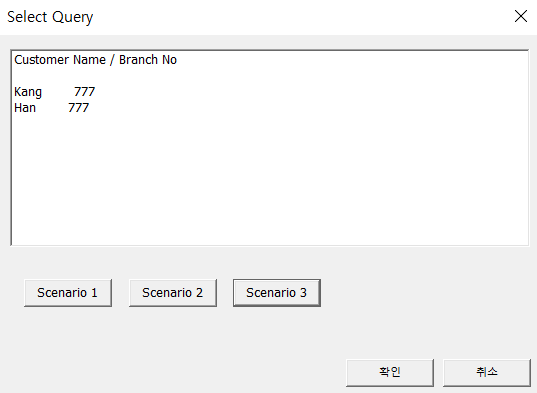 Select Query
Customer Name / Branch No
Kang 777
Han 777
Scenario 1 Scenario 2 Scenario 3
확인 취소